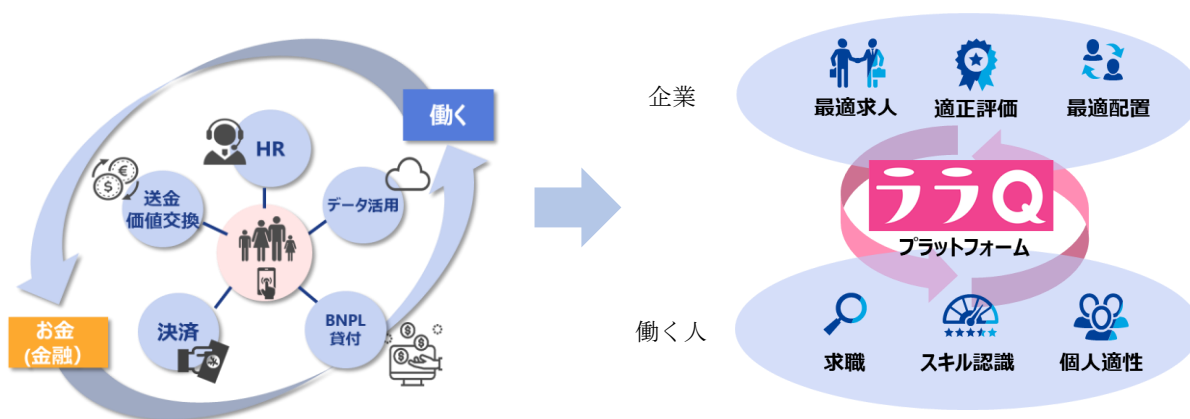 働く
HR
送金
価値交換
データ活用
決済
BNPL
貸付
お金
(金融)
企業
最適求人
適正評価
最適配置
ララQ
プラットフォーム
働く人
求職
スキル認識
個人適性